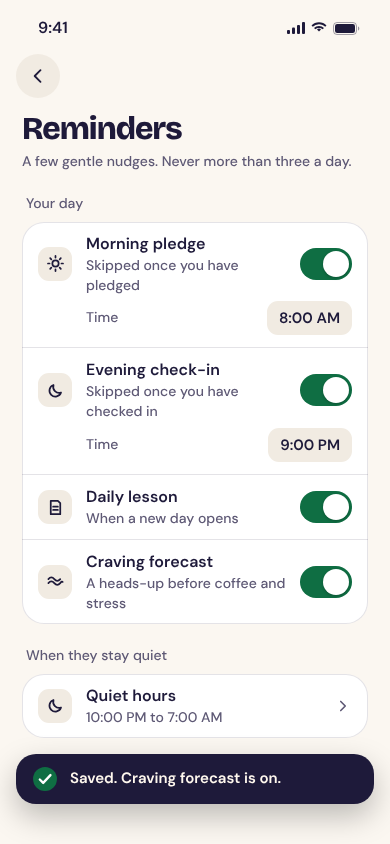 9:41
Reminders
A few gentle nudges. Never more than three a day.
Your day
Morning pledge
Skipped once you have
pledged
Time
8:00 AM
Evening check-in
Skipped once you have
checked in
Time
9:00 PM
Daily lesson
When a new day opens
Craving forecast
A heads-up before coffee and
stress
When they stay quiet
Quiet hours
10:00 PM to 7:00 AM
Saved. Craving forecast is on.